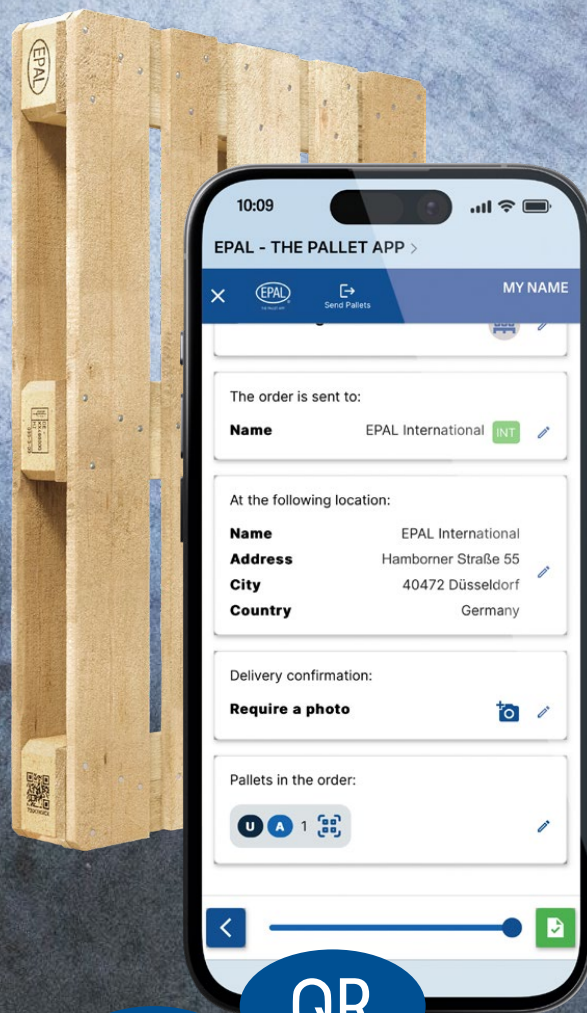 EPAL
10:09
EPAL - THE PALLET APP >
EPAL
Send Pallets
MY NAME
The order is sent to:
Name EPAL International INT
At the following location:
Name EPAL International
Address Hamborner Straße 55
City 40472 Düsseldorf
Country Germany
Delivery confirmation:
Require a photo
Pallets in the order:
U A 1
QR